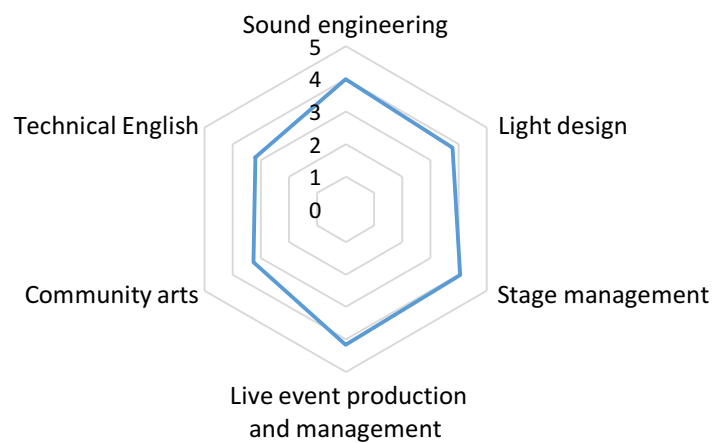 Sound engineering
5
4
3
2
1
0
Technical English
Light design
Community arts
Stage management
Live event production
and management